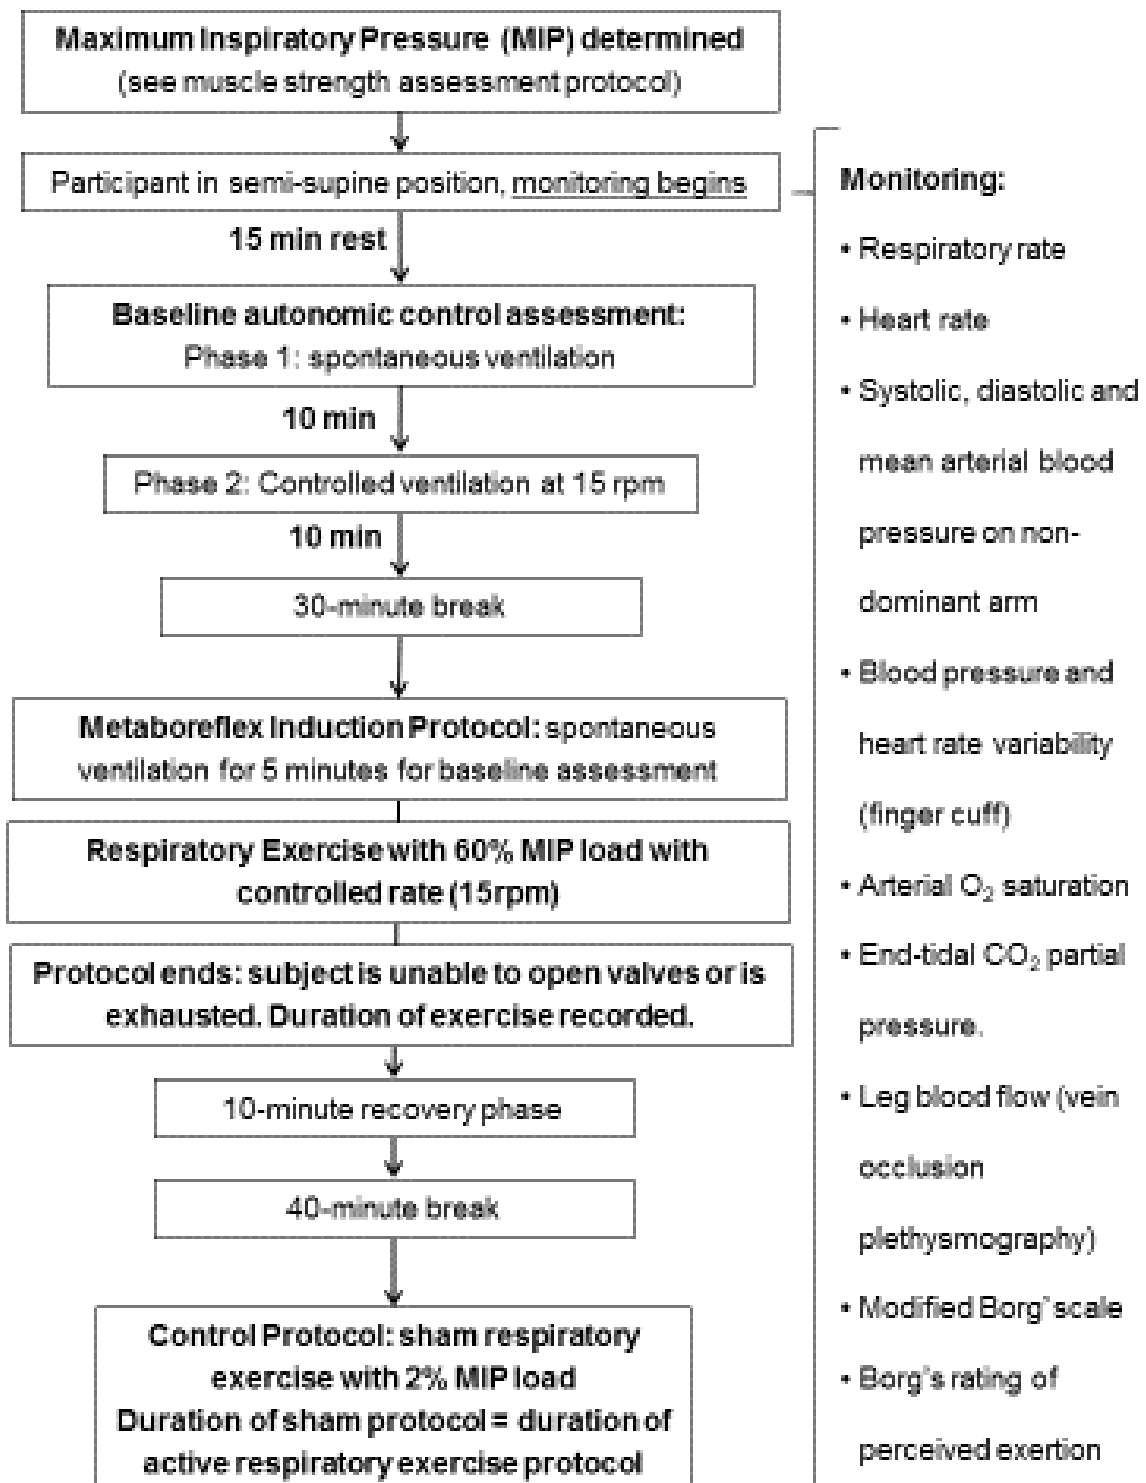 Maximum Inspiratory Pressure (MIP) determined
(see muscle strength assessment protocol)
Participant in semi-supine position, monitoring begins
15 min rest
Baseline autonomic control assessment:
Phase 1: spontaneous ventilation
10 min
Phase 2: Controlled ventilation at 15 rpm
10 min
30-minute break
Metaboreflex Induction Protocol: spontaneous
ventilation for 5 minutes for baseline assessment
Respiratory Exercise with 60% MIP load with
controlled rate (15rpm)
Protocol ends: subject is unable to open valves or is
exhausted. Duration of exercise recorded.
10-minute recovery phase
40-minute break
Control Protocol: sham respiratory
exercise with 2% MIP load
Duration of sham protocol = duration of
active respiratory exercise protocol
Monitoring:
• Respiratory rate
• Heart rate
• Systolic, diastolic and
mean arterial blood
pressure on non-
dominant arm
• Blood pressure and
heart rate variability
(finger cuff)
• Arterial O₂ saturation
• End-tidal CO₂ partial
pressure.
• Leg blood flow (vein
occlusion
plethysmography)
• Modified Borg' scale
• Borg's rating of
perceived exertion